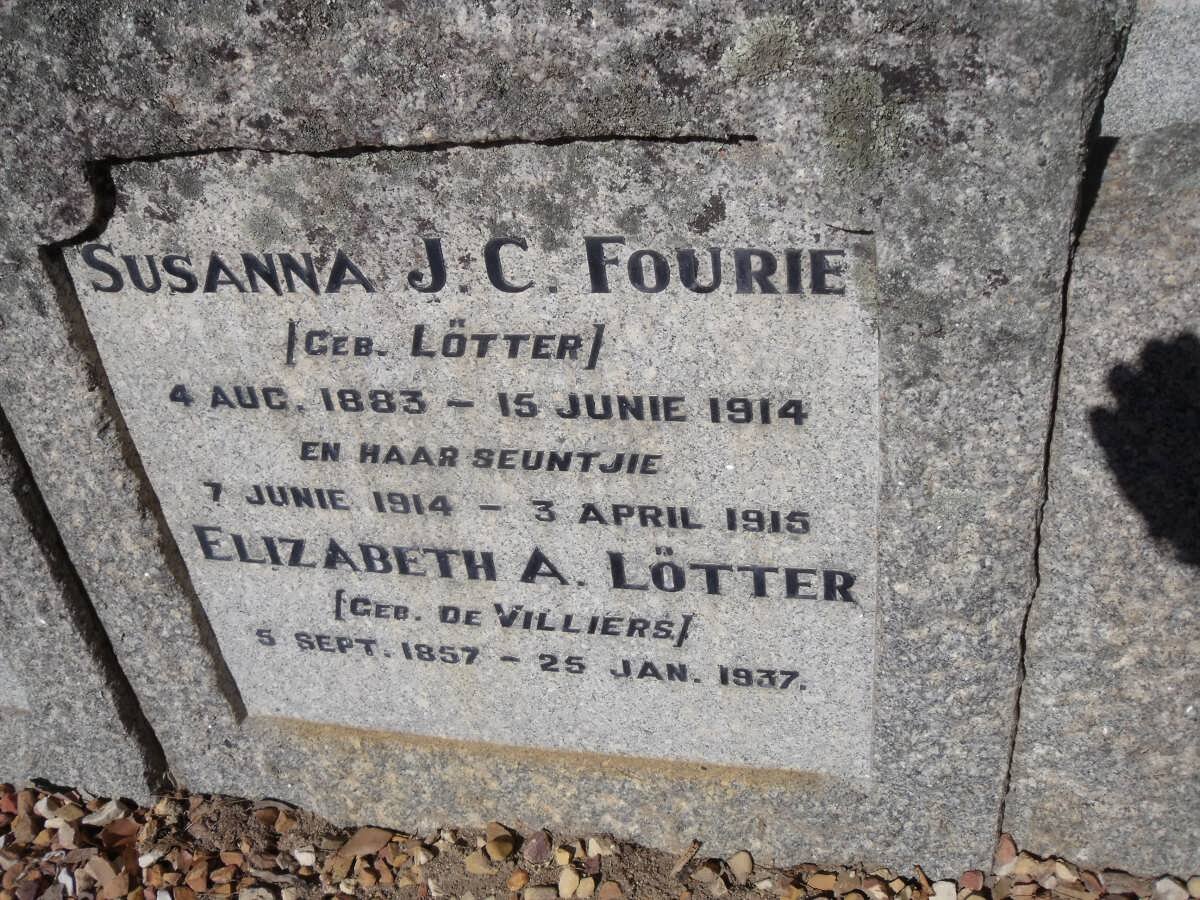 SUSANNA J. C. FOURIE
[GEB. LÖTTER]
4 AUG. 1883 - 15 JUNIE 1914
EN HAAR SEUNTJIE
7 JUNIE 1914 - 3 APRIL 1915
ELIZABETH A. LÖTTER
[GEB. DE VILLIERS]
5 SEPT. 1857 - 25 JAN. 1937.